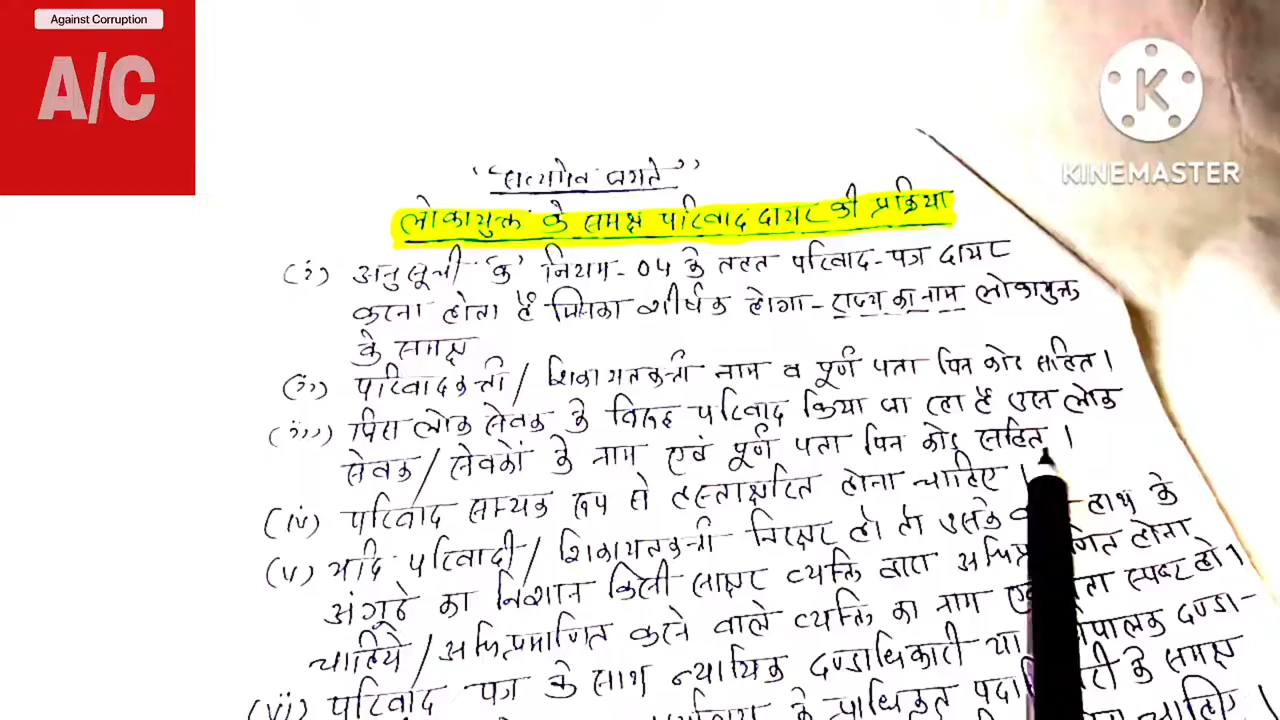 Against Corruption
A/C
K
KINEMASTER
"सत्यमेव जयते"
लोकायुक्त के समक्ष परिवाद दायर की प्रक्रिया
(i) अनुसूची 'क' नियम-04 के तहत परिवाद-पत्र दायर
करना होता है जिसका शीर्षक होगा- राज्य का नाम लोकायुक्त
के समक्ष
(ii) परिवादकर्ता/शिकायतकर्ता नाम व पूर्ण पता पिन कोड सहित।
(iii) जिस लोक सेवक के विरूद्ध परिवाद किया जा रहा है उस लोक
सेवक/सेवकों के नाम एवं पूर्ण पता पिन कोड सहित।
(iv) परिवाद सम्यक रूप से हस्ताक्षरित होना चाहिए।
(v) यदि परिवादी/शिकायतकर्ता निरक्षर हो तो उसके हाथ के
अंगूठे का निशान किसी साक्षर व्यक्ति द्वारा होना
चाहिये/अभिप्रमाणित करने वाले व्यक्ति का नाम स्पष्ट हो।
(vi) परिवाद पत्र के साथ न्यायिक दण्डाधिकारी या दण्डा-
के प्राधिकृत के समक्ष
चाहिए।